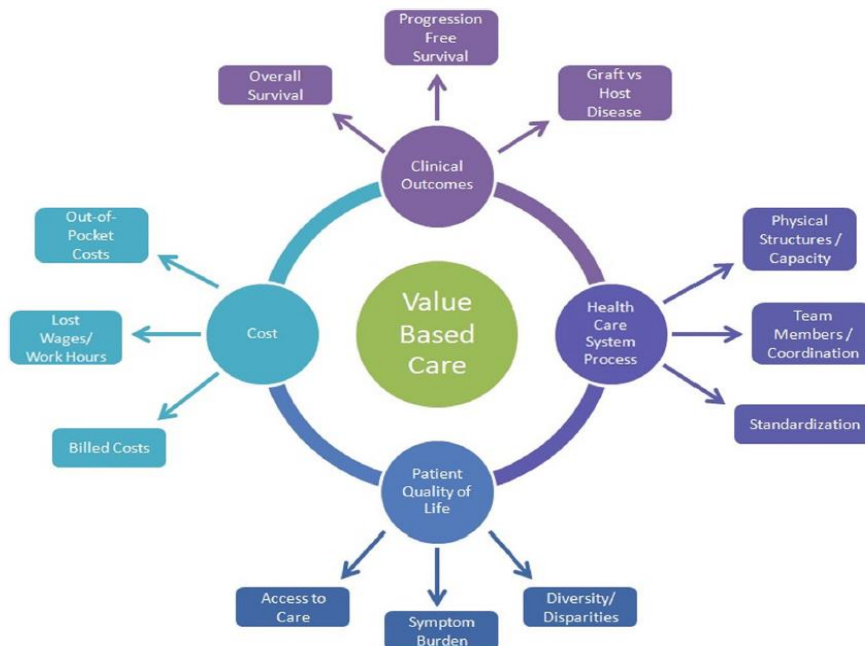 Progression
Free
Survival
Overall
Survival
Graft vs
Host
Disease
Clinical
Outcomes
Out-of-
Pocket
Costs
Physical
Structures /
Capacity
Lost
Wages/
Work Hours
Cost
Value
Based
Care
Health
Care
System
Process
Team
Members /
Coordination
Billed Costs
Standardization
Patient
Quality of
Life
Access to
Care
Symptom
Burden
Diversity/
Disparities